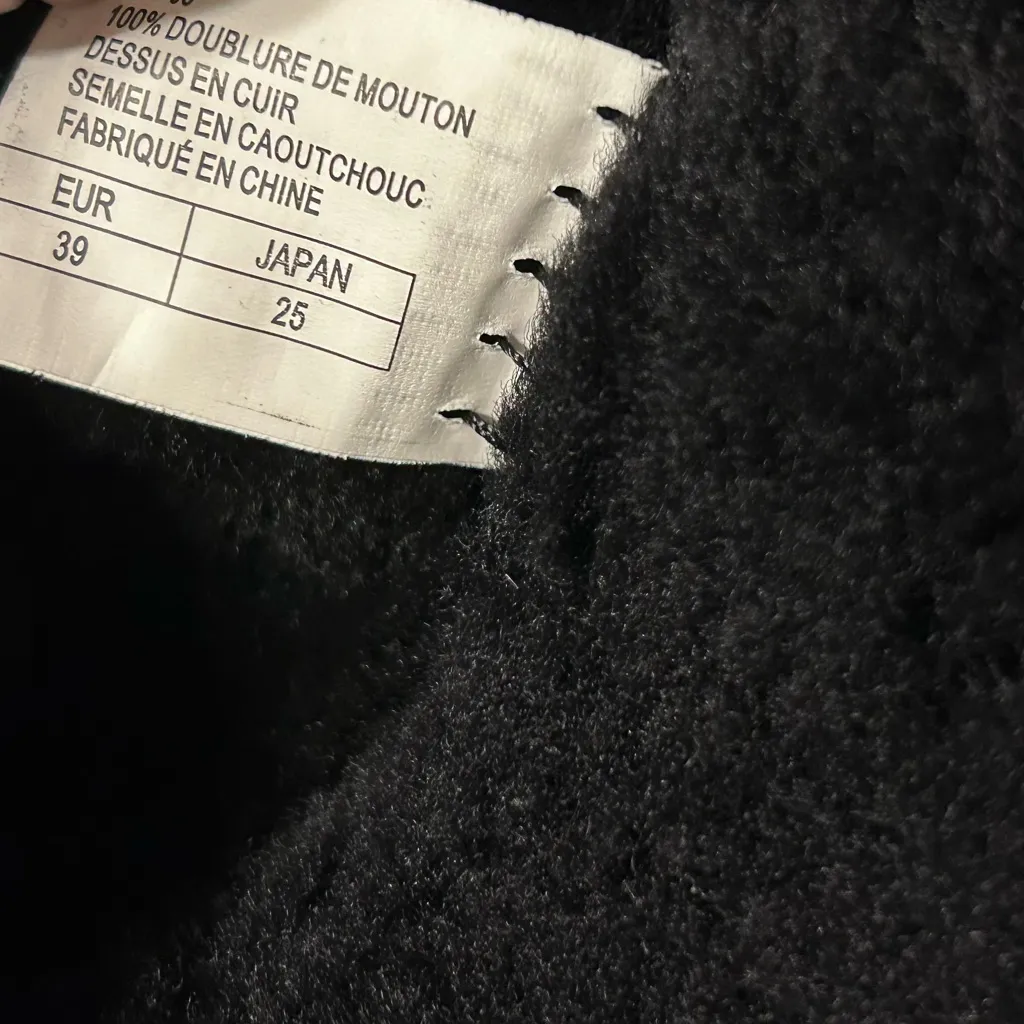 100% DOUBLURE DE MOUTON
DESSUS EN CUIR
SEMELLE EN CAOUTCHOUC
FABRIQUÉ EN CHINE
EUR JAPAN
39 25